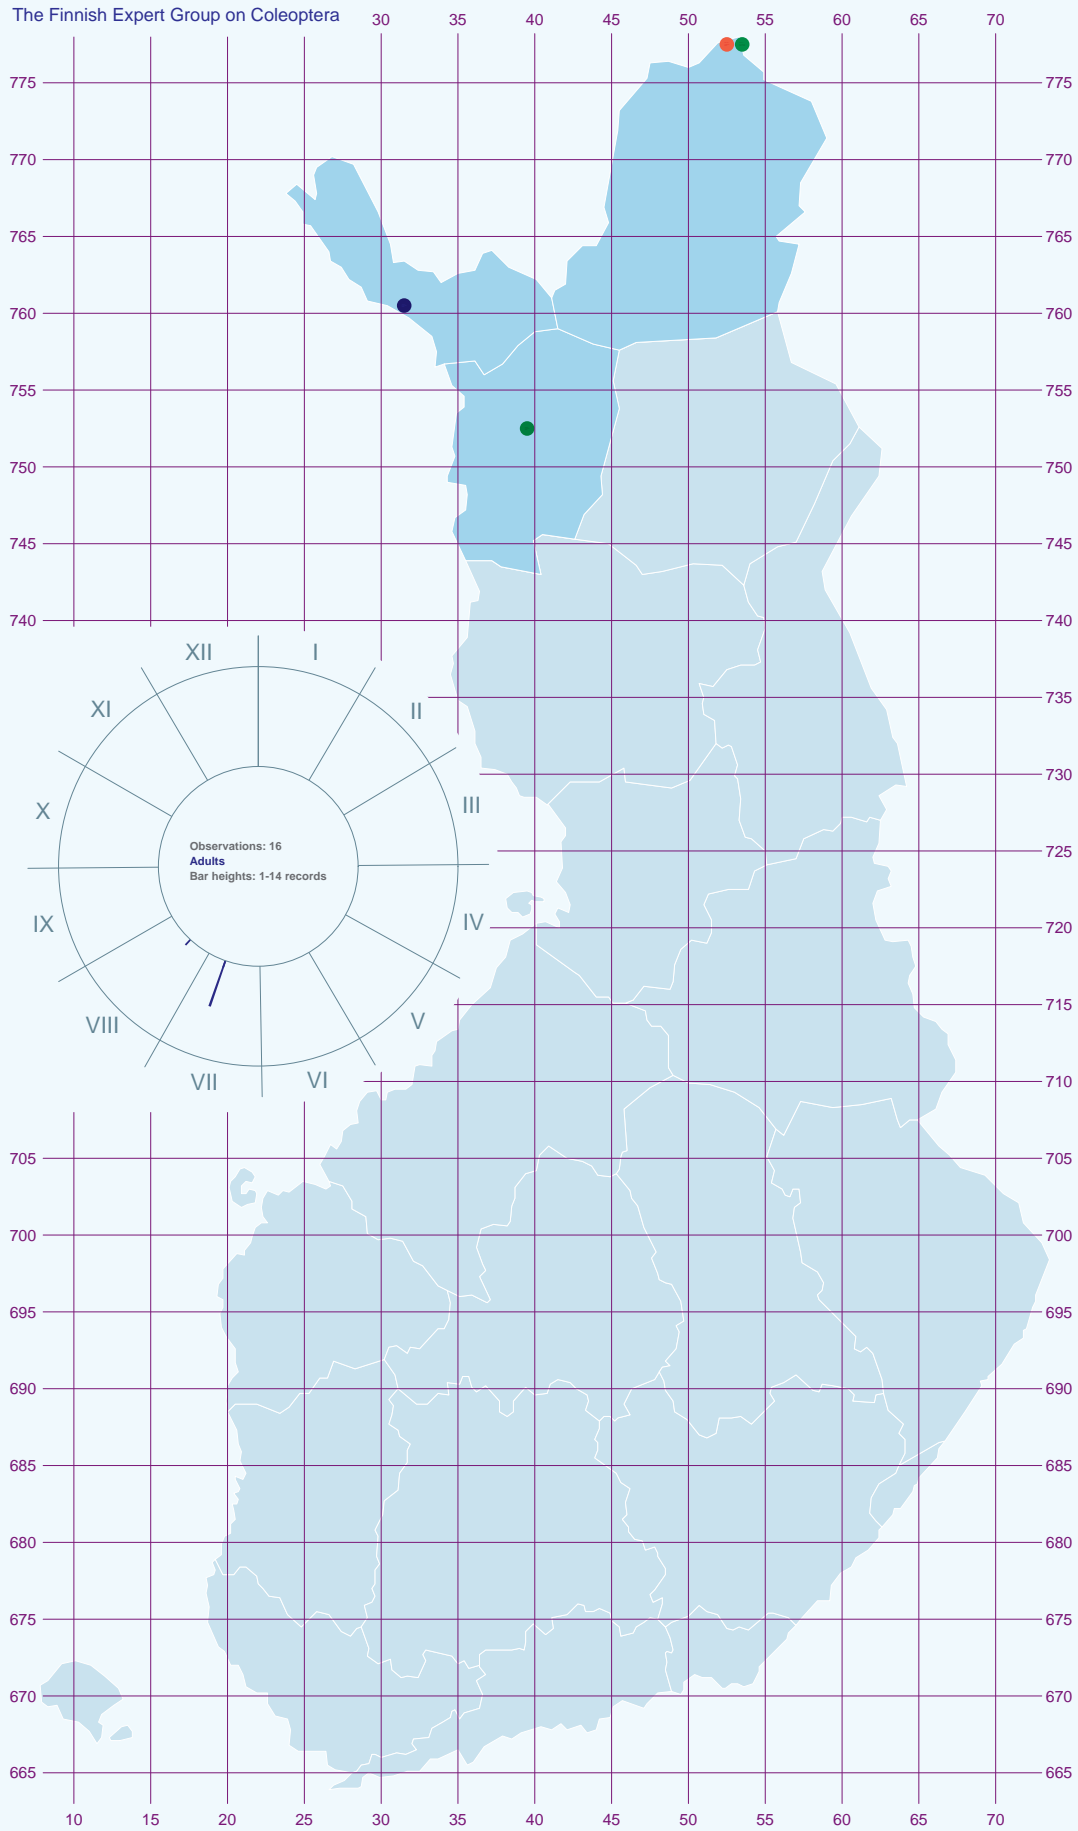 The Finnish Expert Group on Coleoptera
30 35 40 45 50 55 60 65 70
775 775
770 770
765 765
760 760
755 755
750 750
745 745
740 740
XII I
XI II
735
730
X III
725
Observations: 16
Adults
Bar heights: 1-14 records
IX IV
720
715
VIII V
VII VI
710
705 705
700 700
695 695
690 690
685 685
680 680
675 675
670 670
665 665
10 15 20 25 30 35 40 45 50 55 60 65 70